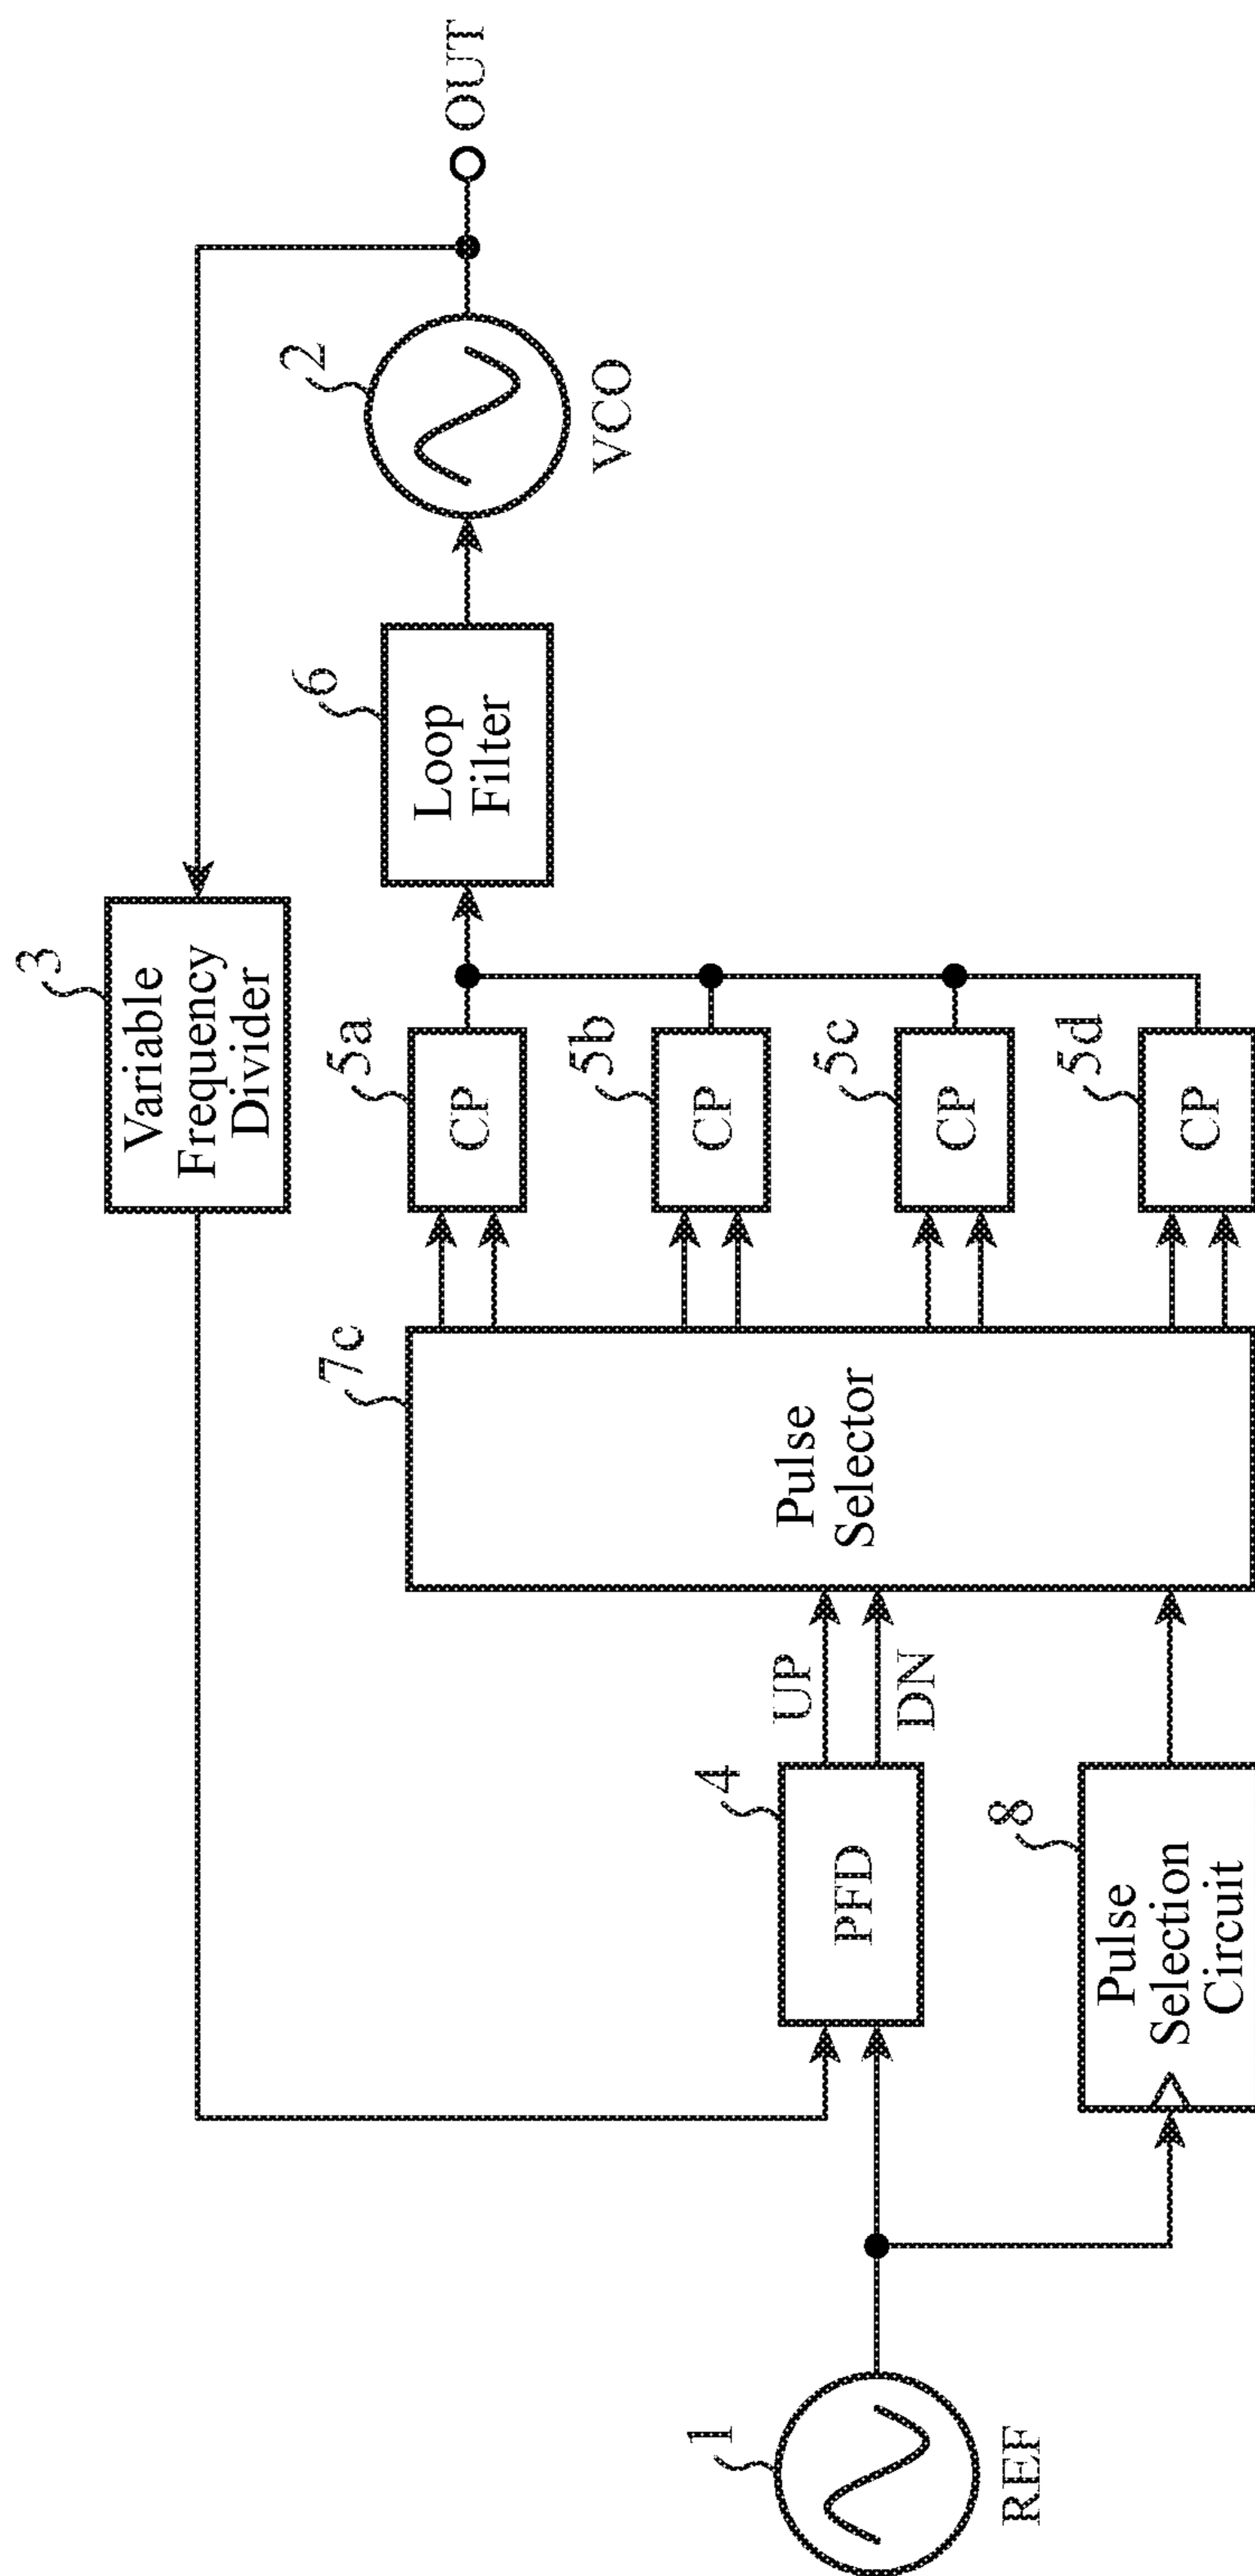 3
Variable
Frequency
Divider
2
VCO
OUT
6
Loop
Filter
5a
CP
5b
CP
5c
CP
5d
CP
7c
Pulse
Selector
UP
DN
4
PFD
8
Pulse
Selection
Circuit
1
REF